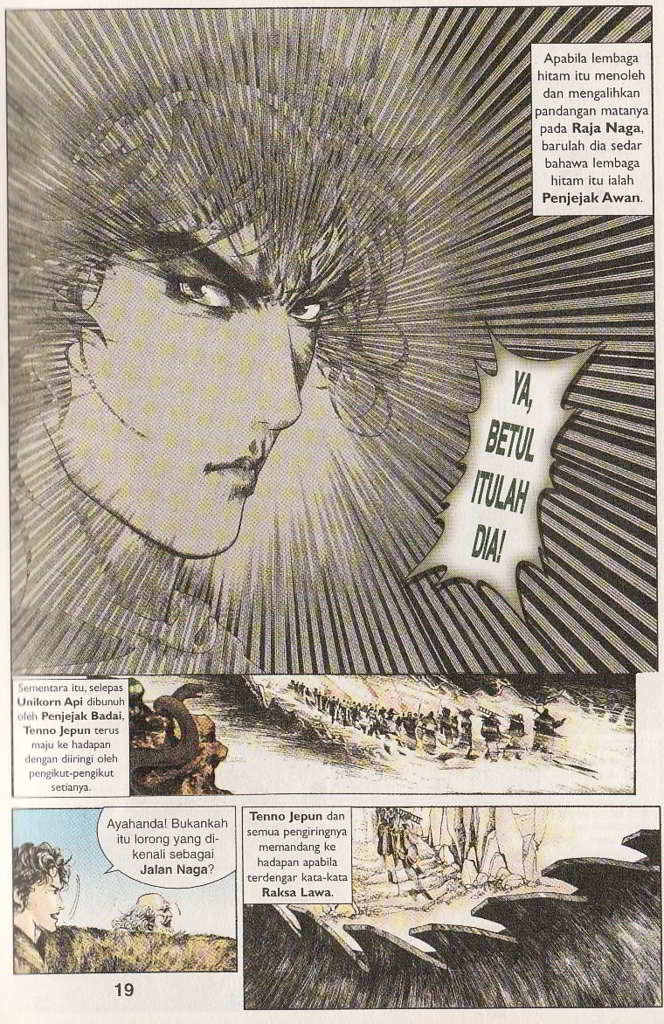 Apabila lembaga
hitam itu menoleh
dan mengalihkan
pandangan matanya
pada Raja Naga,
barulah dia sedar
bahawa lembaga
hitam itu ialah
Penjejak Awan.
YA,
BETUL
ITULAH
DIA!
Sementara itu, selepas
Unikorn Api dibunuh
oleh Penjejak Badai,
Tenno Jepun terus
maju ke hadapan
dengan diiringi oleh
pengikut-pengikut
setianya.
Ayahanda! Bukankah
itu lorong yang di-
kenali sebagai
Jalan Naga?
Tenno Jepun dan
semua pengiringnya
memandang ke
hadapan apabila
terdengar kata-kata
Raksa Lawa.
19